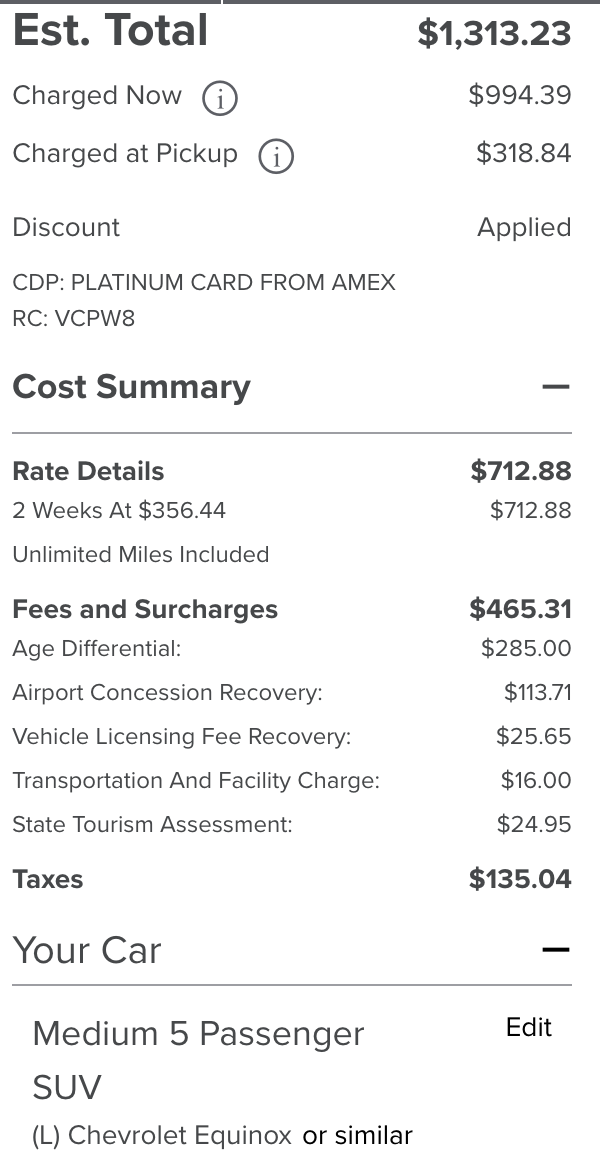 Est. Total $1,313.23
Charged Now i $994.39
Charged at Pickup i $318.84
Discount Applied
CDP: PLATINUM CARD FROM AMEX
RC: VCPW8
Cost Summary —
Rate Details $712.88
2 Weeks At $356.44 $712.88
Unlimited Miles Included
Fees and Surcharges $465.31
Age Differential: $285.00
Airport Concession Recovery: $113.71
Vehicle Licensing Fee Recovery: $25.65
Transportation And Facility Charge: $16.00
State Tourism Assessment: $24.95
Taxes $135.04
Your Car —
Medium 5 Passenger Edit
SUV
(L) Chevrolet Equinox or similar